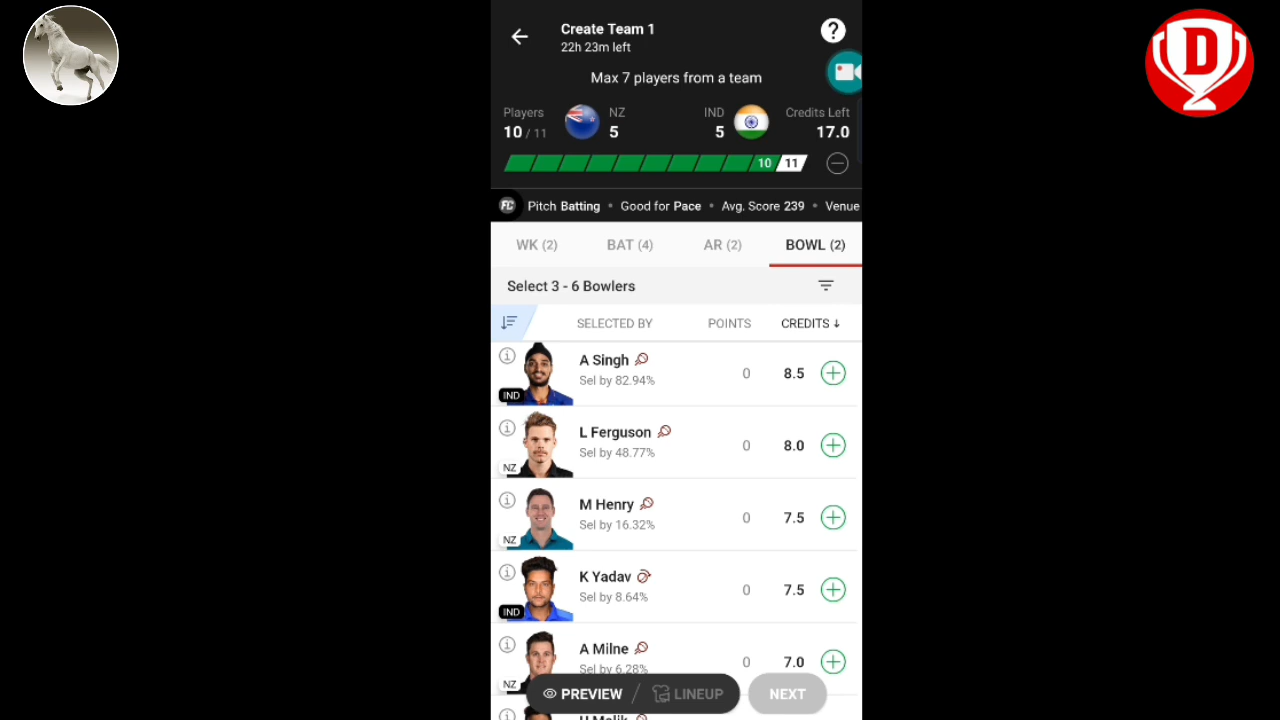 Create Team 1
22h 23m left
?
D
Max 7 players from a team
Players
NZ
IND
Credits Left
10 / 11
5
5
17.0
10
11
FC Pitch Batting • Good for Pace • Avg. Score 239 • Venue
WK (2)
BAT (4)
AR (2)
BOWL (2)
Select 3 - 6 Bowlers
SELECTED BY
POINTS
CREDITS ↓
A Singh
Sel by 82.94%
0
8.5
IND
L Ferguson
Sel by 48.77%
0
8.0
NZ
M Henry
Sel by 16.32%
0
7.5
NZ
K Yadav
Sel by 8.64%
0
7.5
IND
A Milne
Sel by 6.28%
0
7.0
NZ
PREVIEW / LINEUP
NEXT